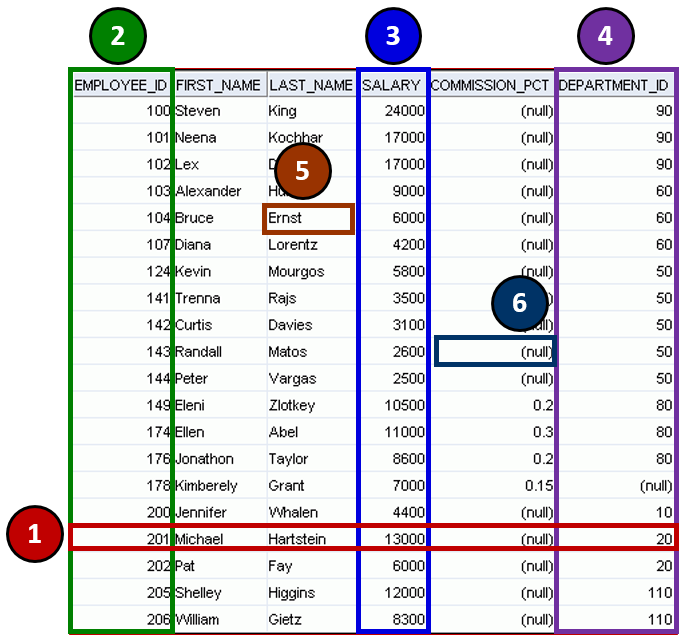 2 3 4
EMPLOYEE_ID FIRST_NAME LAST_NAME SALARY COMMISSION_PCT DEPARTMENT_ID
100 Steven King 24000 (null) 90
101 Neena Kochhar 17000 (null) 90
102 Lex 17000 (null) 90
5
103 Alexander 9000 (null) 60
104 Bruce Ernst 6000 (null) 60
107 Diana Lorentz 4200 (null) 60
124 Kevin Mourgos 5800 (null) 50
6
141 Trenna Rajs 3500 50
142 Curtis Davies 3100 50
143 Randall Matos 2600 (null) 50
144 Peter Vargas 2500 (null) 50
149 Eleni Zlotkey 10500 0.2 80
174 Ellen Abel 11000 0.3 80
176 Jonathon Taylor 8600 0.2 80
178 Kimberely Grant 7000 0.15 (null)
200 Jennifer Whalen 4400 (null) 10
1
201 Michael Hartstein 13000 (null) 20
202 Pat Fay 6000 (null) 20
205 Shelley Higgins 12000 (null) 110
206 William Gietz 8300 (null) 110